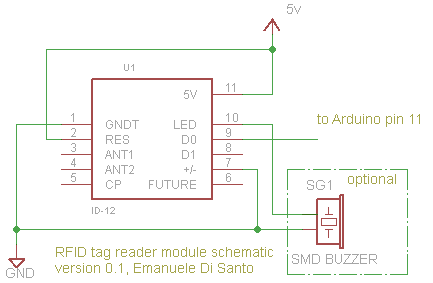 5v
U1
5V 11
1 GNDT LED 10
2 RES D0 9
to Arduino pin 11
3 ANT1 D1 8
4 ANT2 +/- 7
5 CP FUTURE 6
optional
SG1
ID-12
SMD BUZZER
RFID tag reader module schematic
version 0.1, Emanuele Di Santo
GND